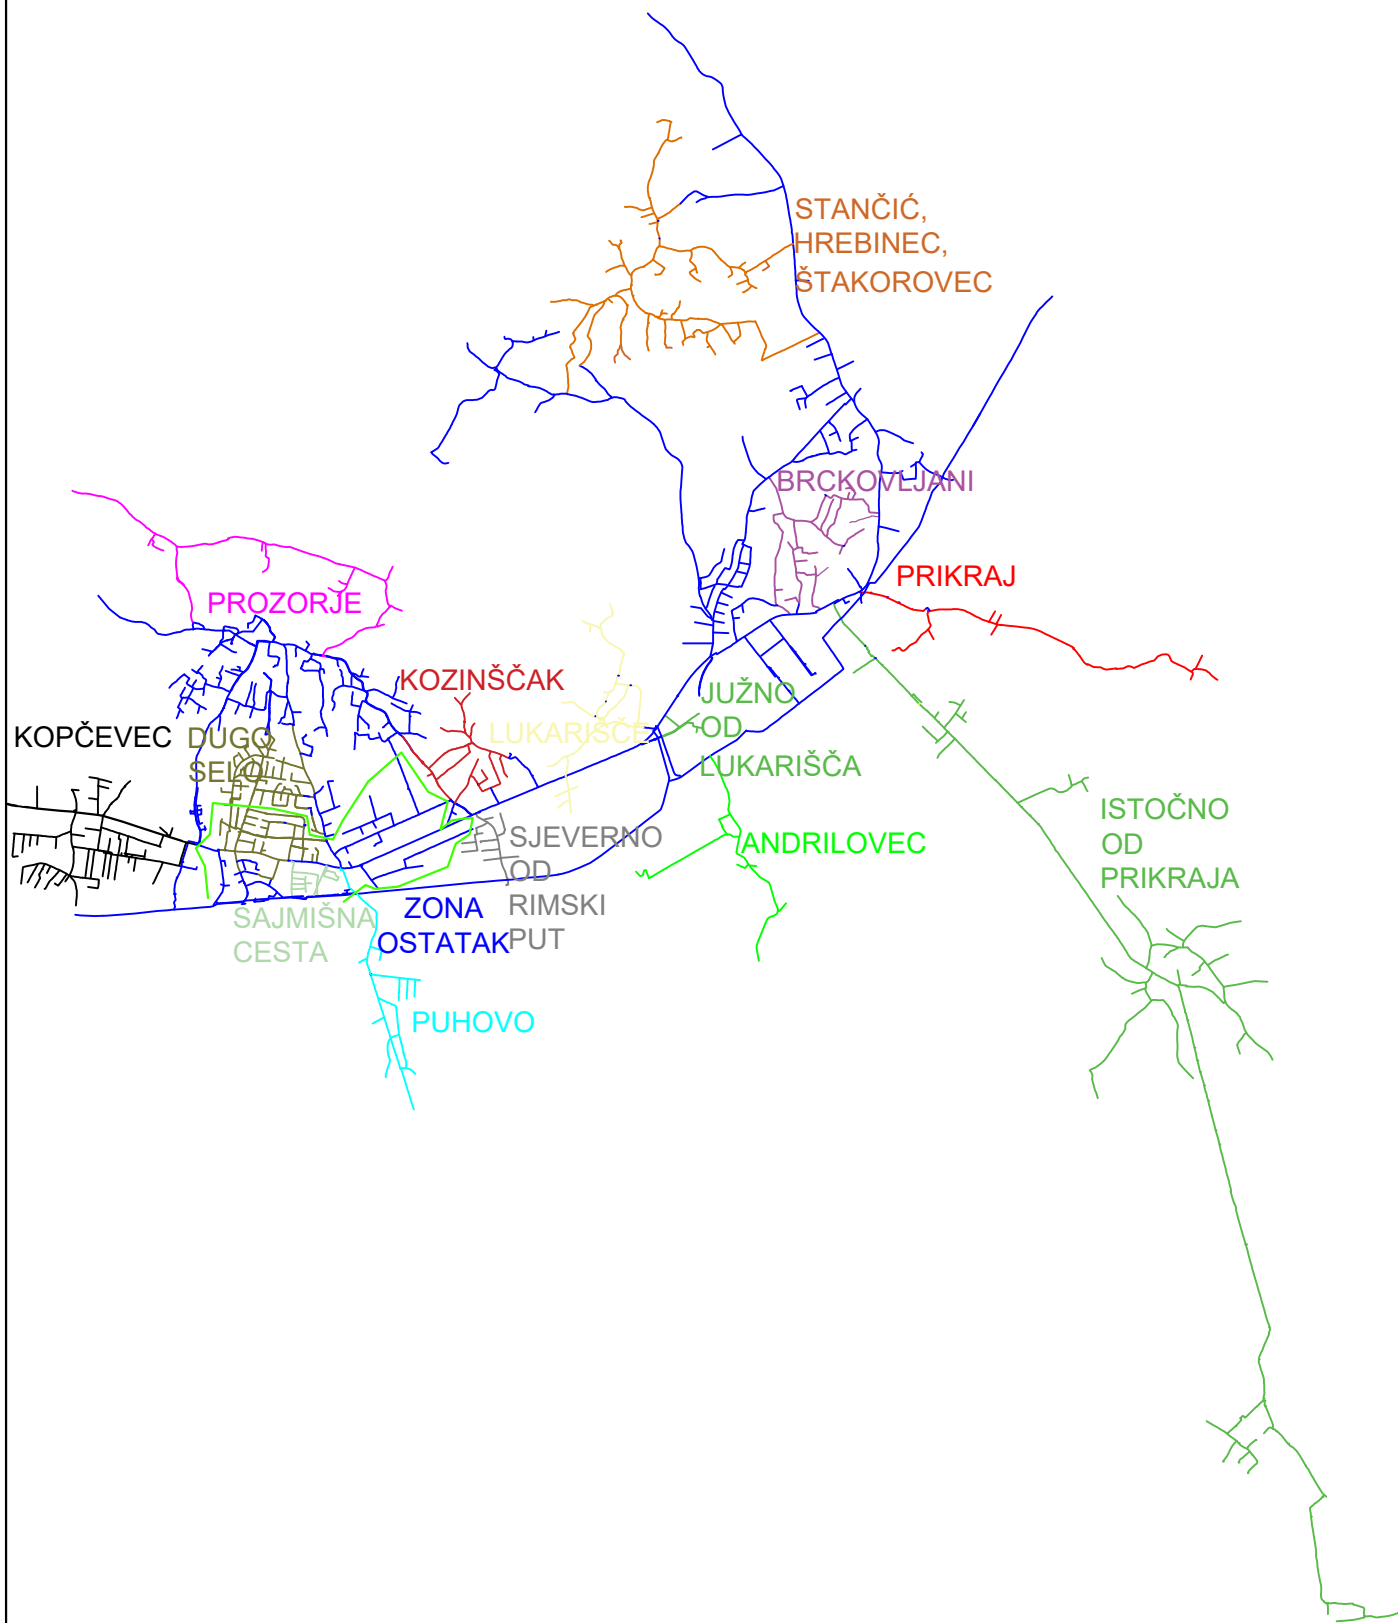 STANČIĆ,
HREBINEC,
ŠTAKOROVEC
BRCKOVLJANI
PRIKRAJ
PROZORJE
KOZINŠČAK
JUŽNO
OD
LUKARIŠČA
LUKARIŠĆE
KOPČEVEC
DUGO
SELO
ISTOČNO
OD
PRIKRAJA
SJEVERNO
OD
RIMSKI
PUT
ANDRILOVEC
SAJMIŠNA
CESTA
ZONA
OSTATAK
PUHOVO